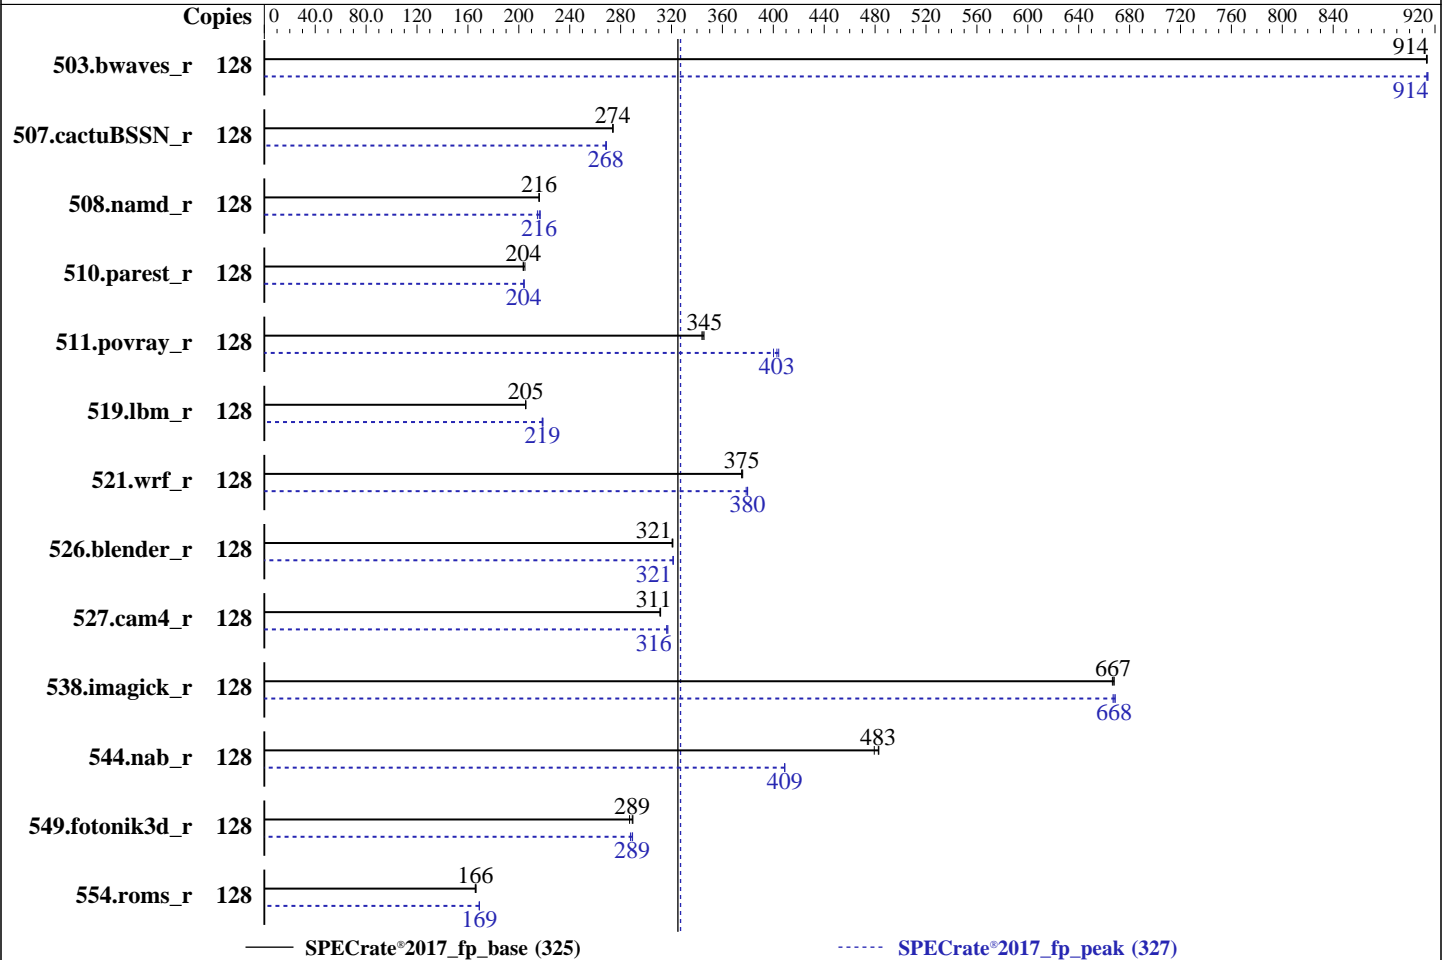 Copies 0 40.0 80.0 120 160 200 240 280 320 360 400 440 480 520 560 600 640 680 720 760 800 840 920
914
503.bwaves_r 128
914
274
507.cactuBSSN_r 128
268
216
508.namd_r 128
216
204
510.parest_r 128
204
345
511.povray_r 128
403
205
519.lbm_r 128
219
375
521.wrf_r 128
380
321
526.blender_r 128
321
311
527.cam4_r 128
316
667
538.imagick_r 128
668
483
544.nab_r 128
409
289
549.fotonik3d_r 128
289
166
554.roms_r 128
169
SPECrate®2017_fp_base (325) SPECrate®2017_fp_peak (327)